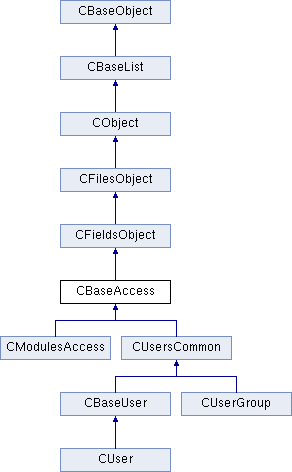 CBaseObject
CBaseList
CObject
CFilesObject
CFieldsObject
CBaseAccess
CModulesAccess
CUsersCommon
CBaseUser
CUserGroup
CUser